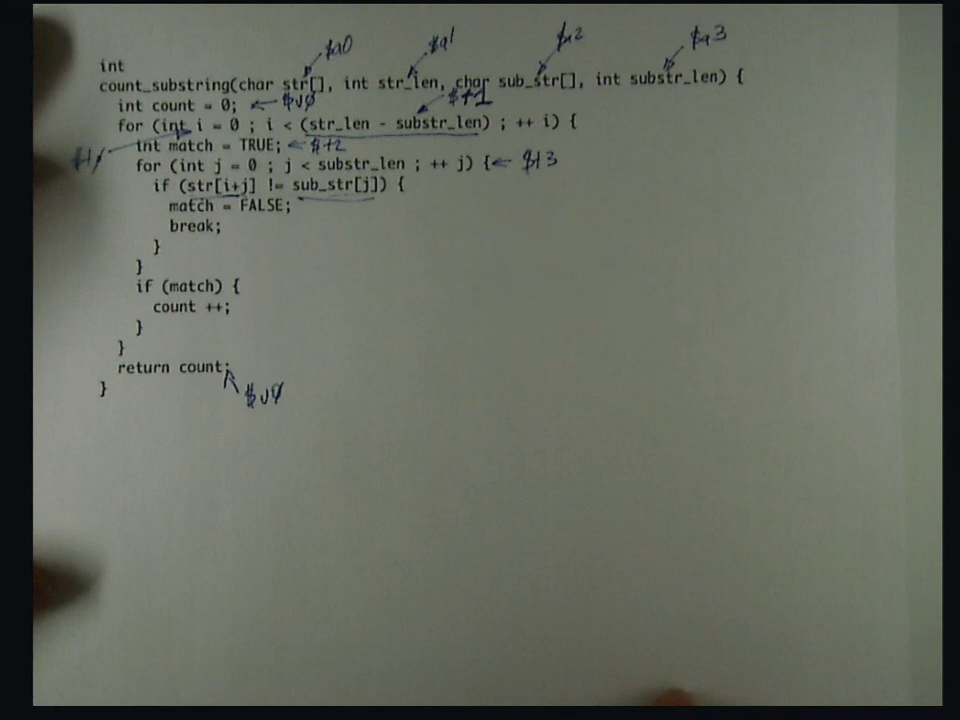 $a0 $a1 $a2 $a3
int
count_substring(char str[], int str_len, char sub_str[], int substr_len) {
int count = 0; $v0 $t1
for (int i = 0 ; i < (str_len - substr_len) ; ++ i) {
int match = TRUE; $t2
for (int j = 0 ; j < substr_len ; ++ j) { $t3
if (str[i+j] != sub_str[j]) {
match = FALSE;
break;
}
}
if (match) {
count ++;
}
}
return count;
}
$v0